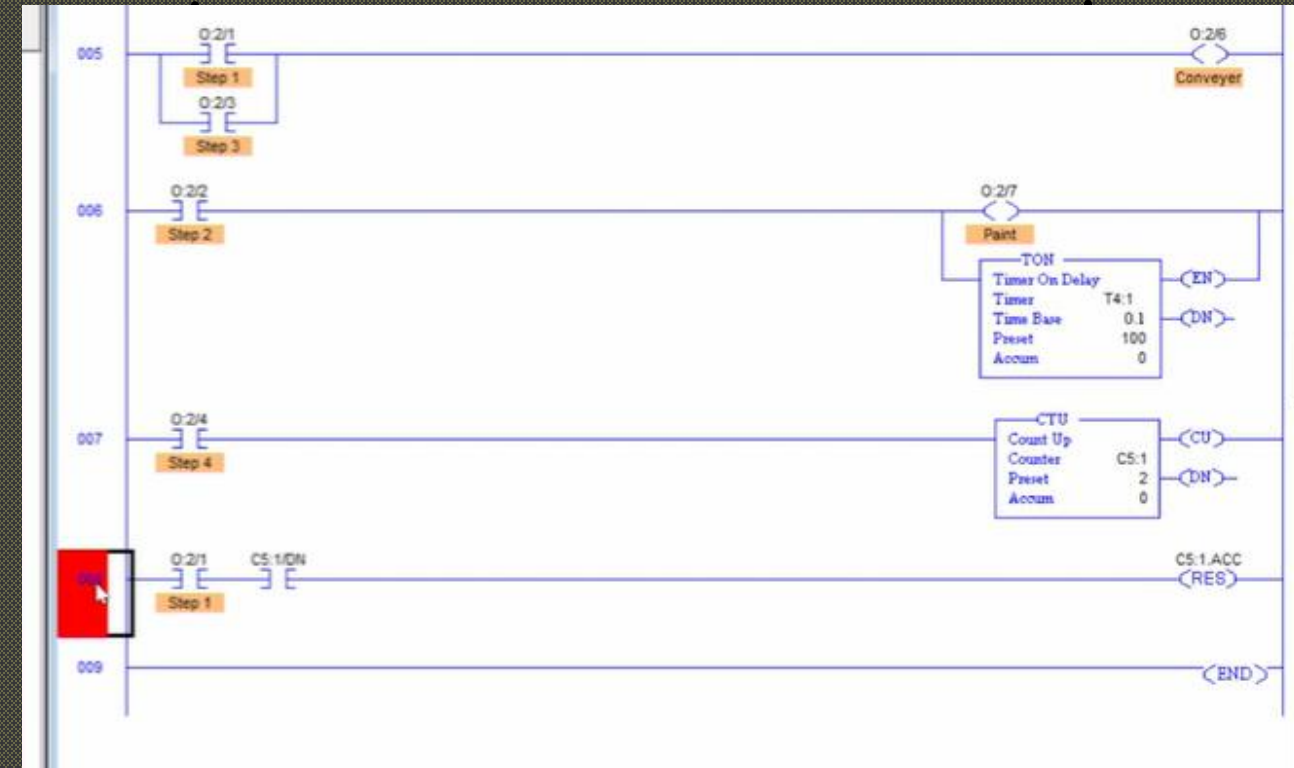 O:2/1
O:2/6
005
Step 1
Conveyer
O:2/3
Step 3
O:2/2
O:2/7
006
Step 2
Paint
TON
Timer On Delay
EN
Timer T4:1
Time Base 0.1
DN
Preset 100
Accum 0
O:2/4
CTU
007
Count Up
CU
Step 4
Counter C5:1
Preset 2
DN
Accum 0
O:2/1
C5:1/DN
C5:1.ACC
RES
Step 1
009
END